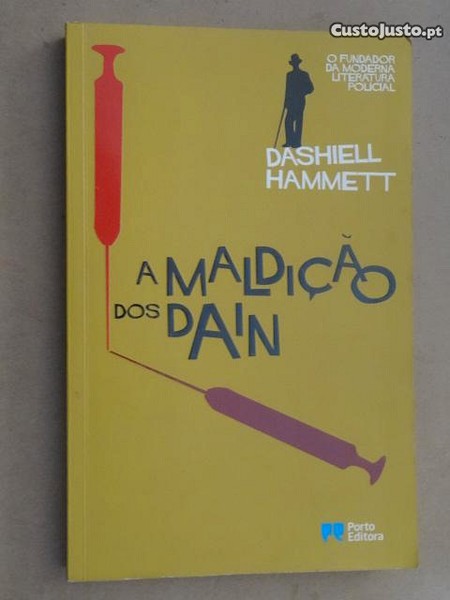 CustoJusto.pt
O FUNDADOR
DA MODERNA
LITERATURA
POLICIAL
DASHIELL
HAMMETT
A MALDIÇÃO
DOS DAIN
Porto
Editora